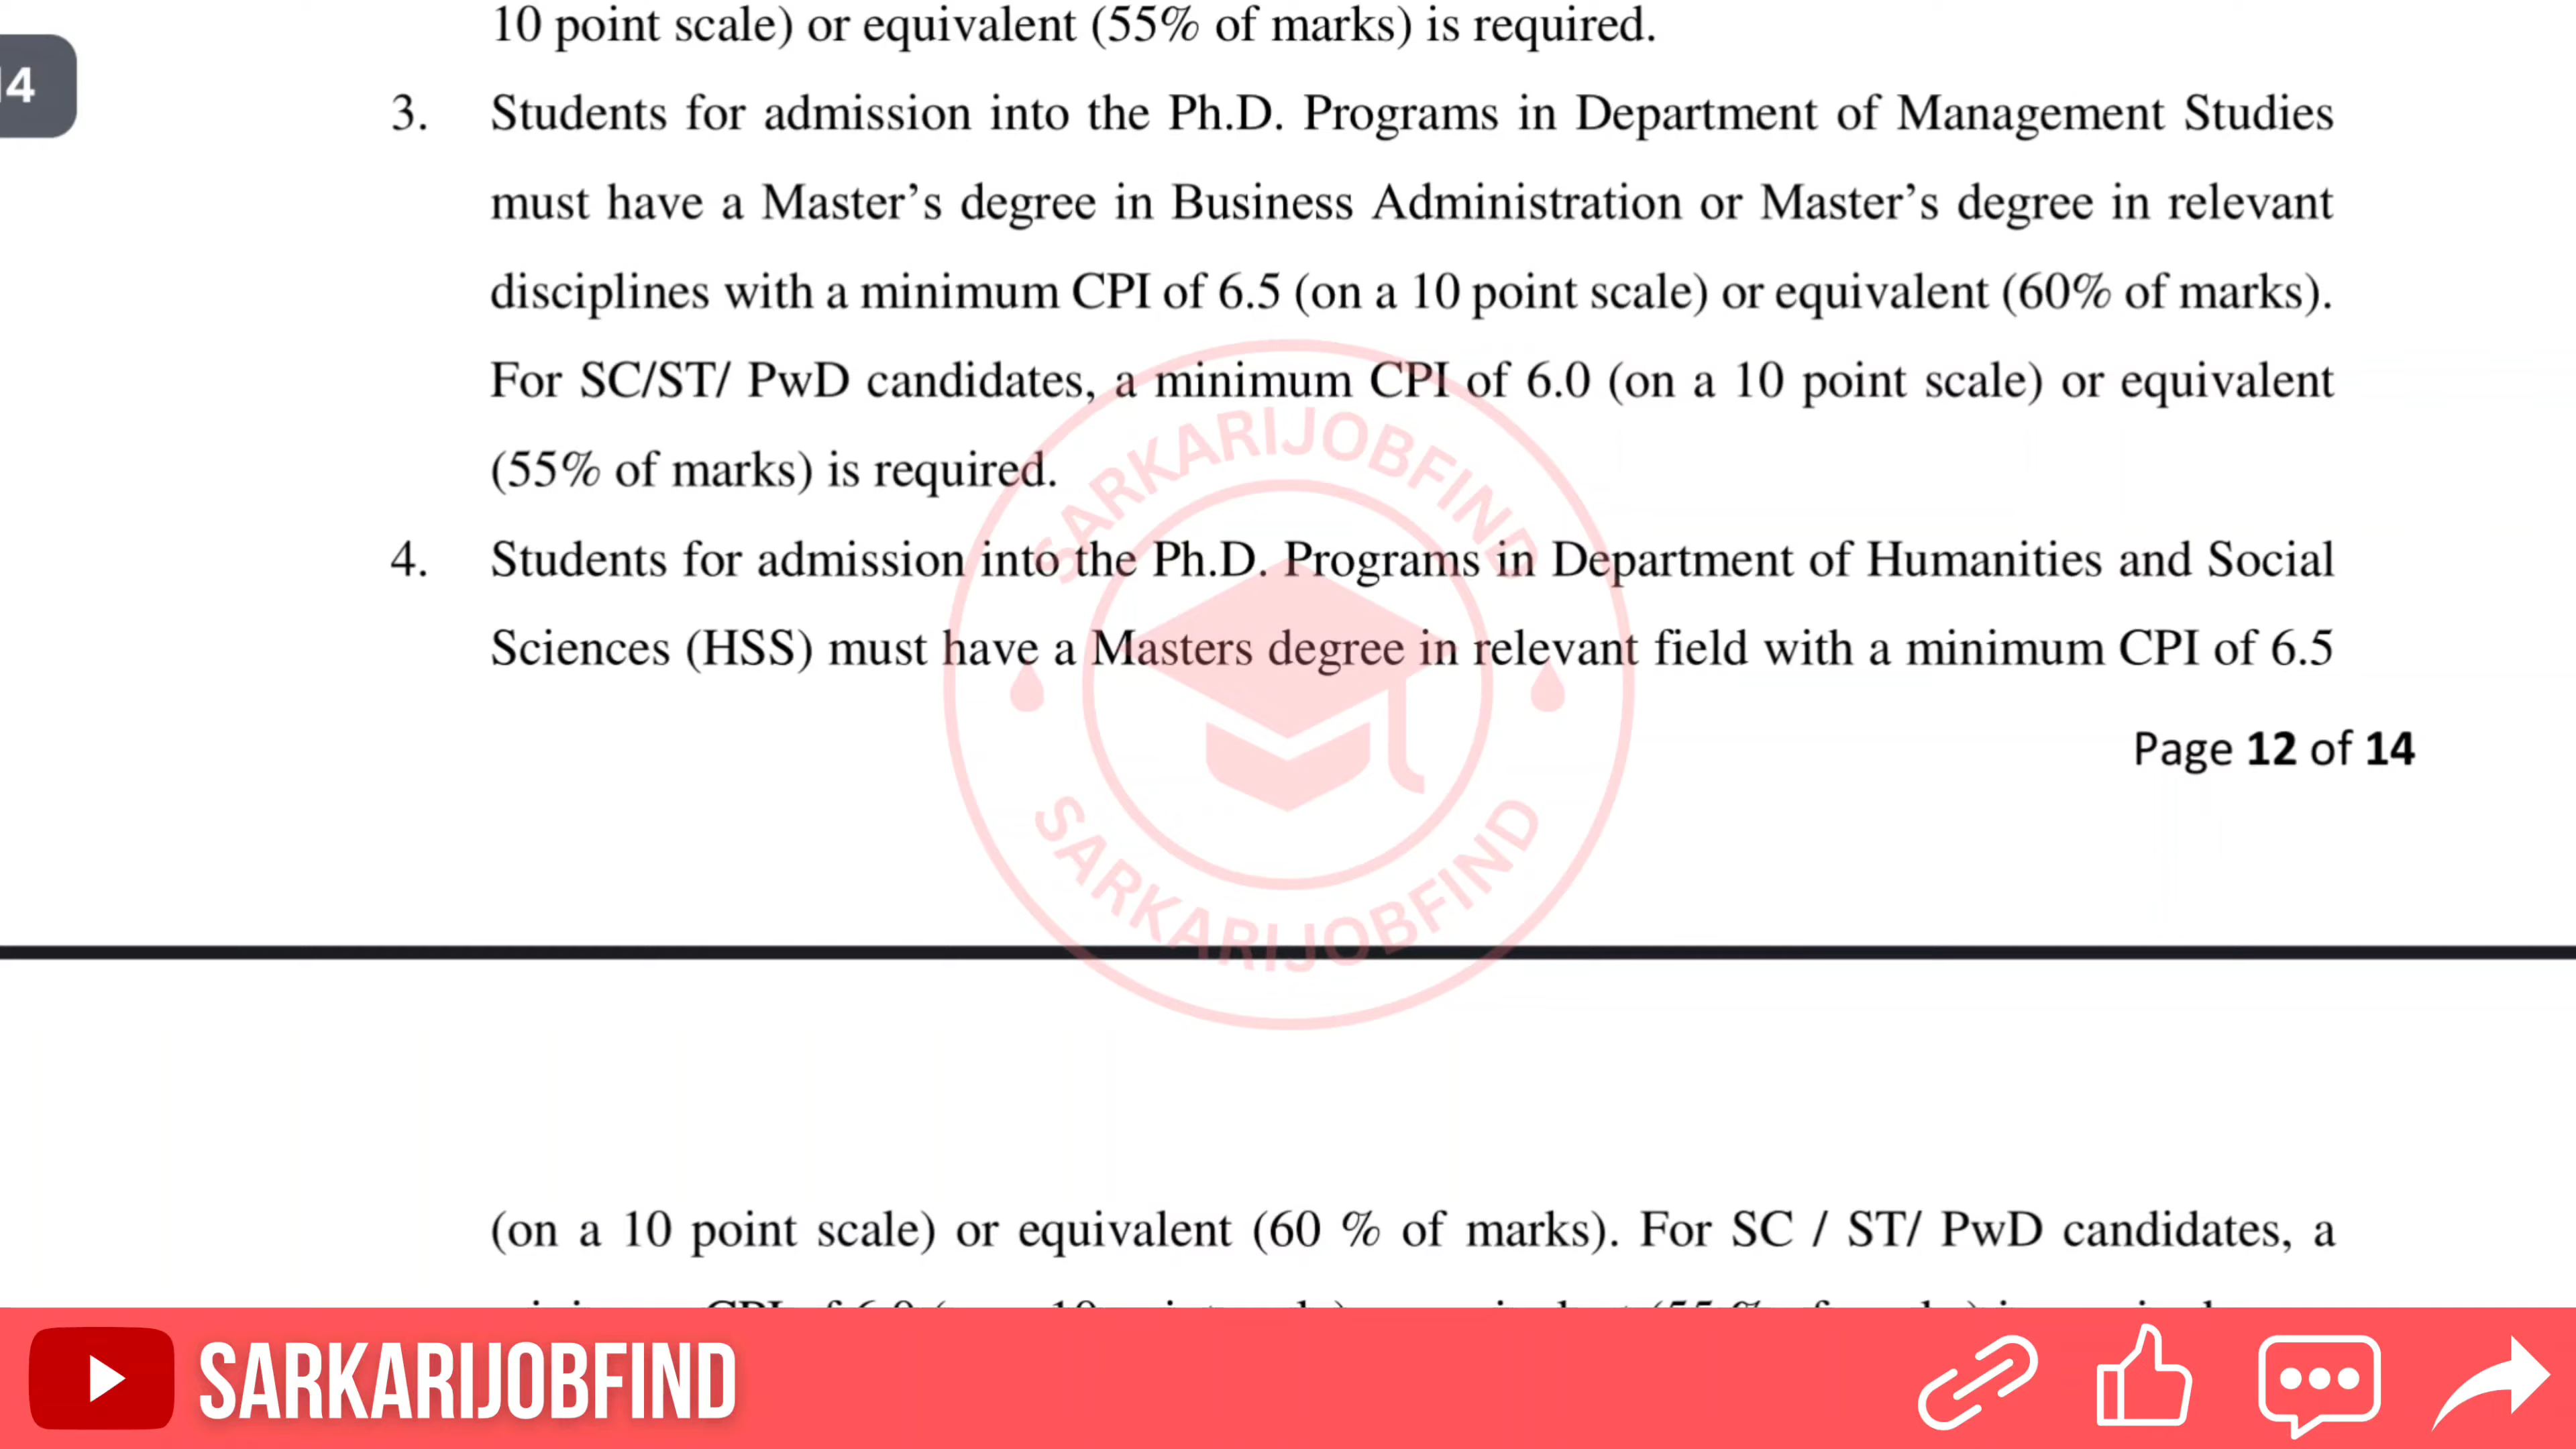 10 point scale) or equivalent (55% of marks) is required.
14
3. Students for admission into the Ph.D. Programs in Department of Management Studies
must have a Master’s degree in Business Administration or Master’s degree in relevant
disciplines with a minimum CPI of 6.5 (on a 10 point scale) or equivalent (60% of marks).
For SC/ST/ PwD candidates, a minimum CPI of 6.0 (on a 10 point scale) or equivalent
(55% of marks) is required.
SARKARIJOBFIND
4. Students for admission into the Ph.D. Programs in Department of Humanities and Social
Sciences (HSS) must have a Masters degree in relevant field with a minimum CPI of 6.5
Page 12 of 14
SARKARIJOBFIND
(on a 10 point scale) or equivalent (60 % of marks). For SC / ST/ PwD candidates, a
SARKARIJOBFIND